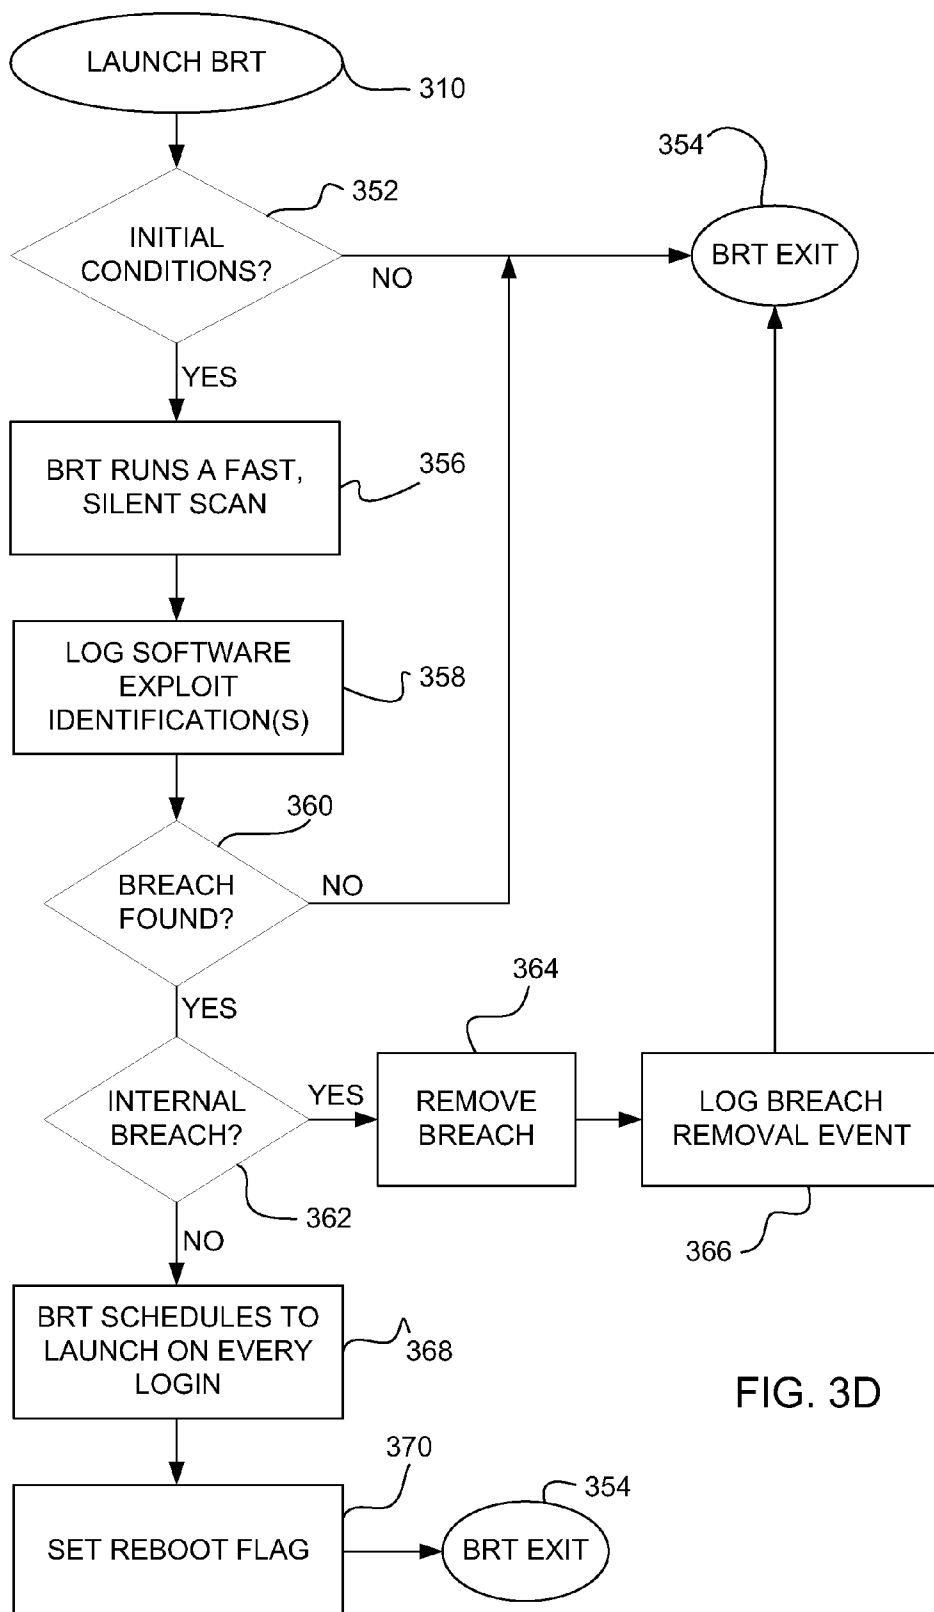 LAUNCH BRT
310
354
352
INITIAL
CONDITIONS?
NO
BRT EXIT
YES
BRT RUNS A FAST,
SILENT SCAN
356
LOG SOFTWARE
EXPLOIT
IDENTIFICATION(S)
358
360
BREACH
FOUND?
NO
YES
364
INTERNAL
BREACH?
YES
REMOVE
BREACH
LOG BREACH
REMOVAL EVENT
362
366
NO
BRT SCHEDULES TO
LAUNCH ON EVERY
LOGIN
368
FIG. 3D
370
SET REBOOT FLAG
354
BRT EXIT